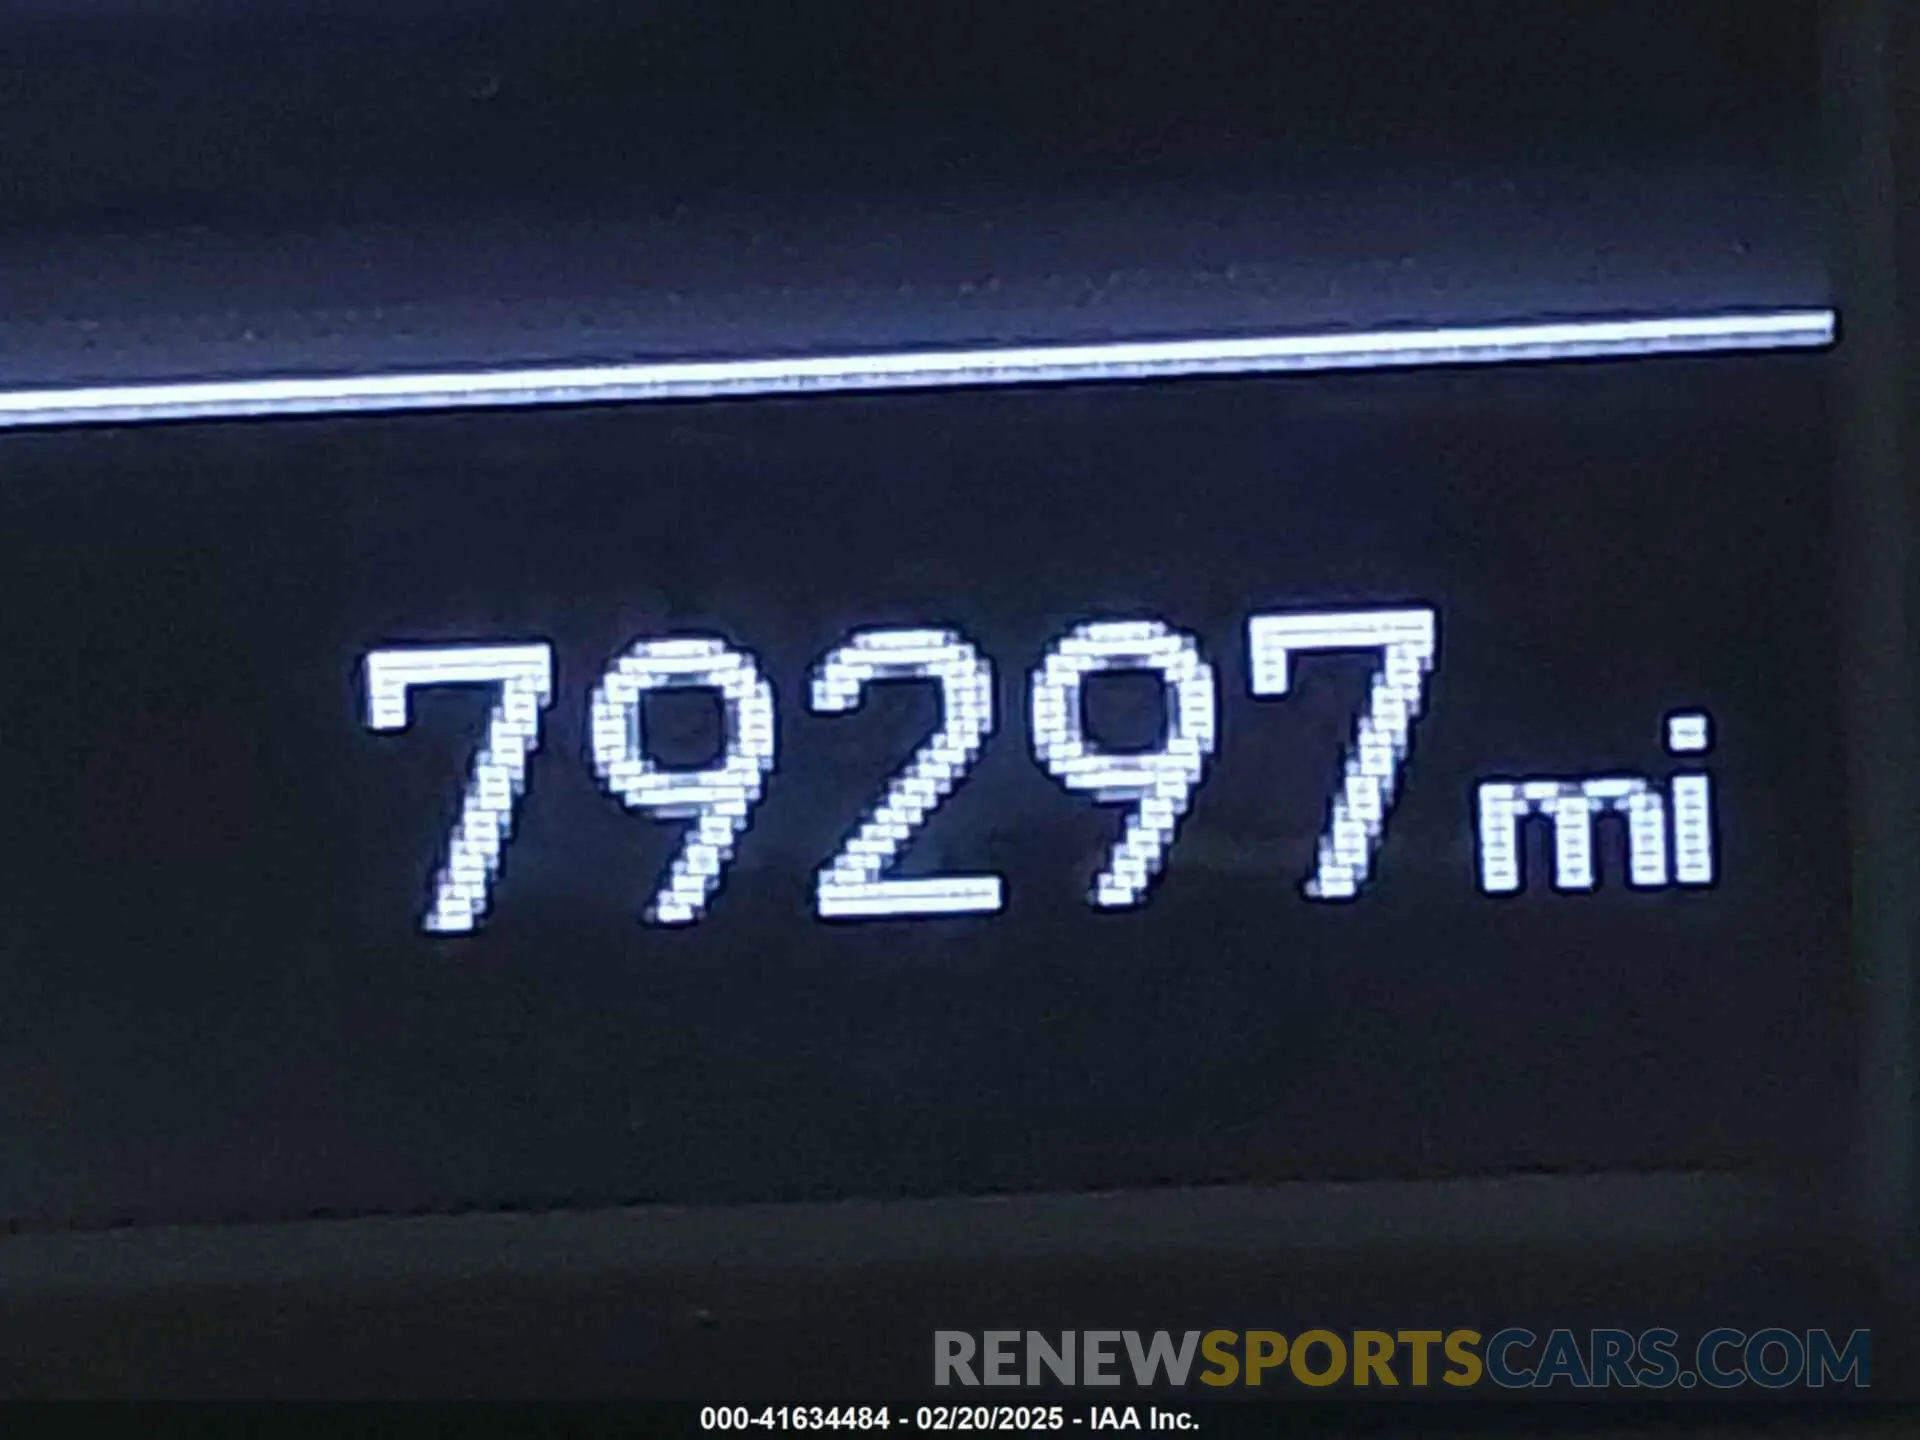 79297 mi
RENEWSPORTSCARS.COM
000-41634484 - 02/20/2025 - IAA Inc.